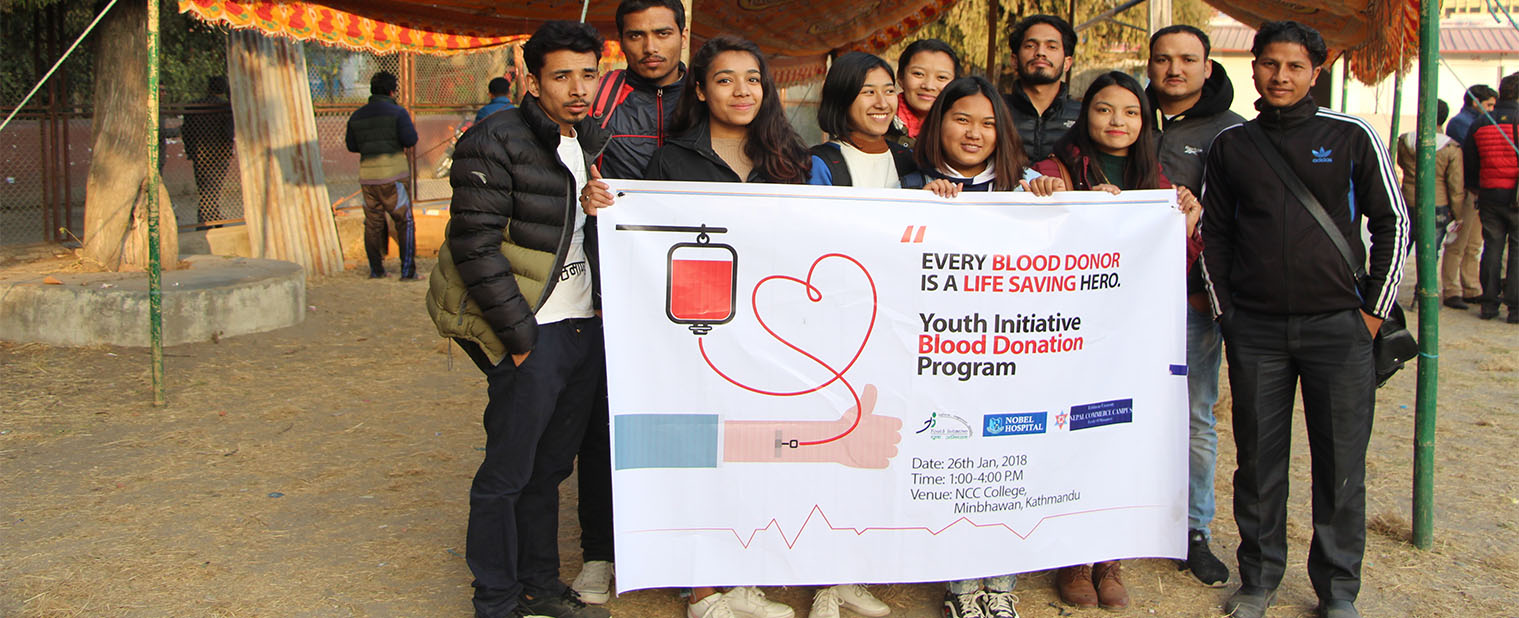 “
EVERY BLOOD DONOR
IS A LIFE SAVING HERO.
Youth Initiative
Blood Donation
Program
NOBEL
HOSPITAL
NEPAL COMMERCE CAMPUS
Date: 26th Jan, 2018
Time: 1:00-4:00 P.M
Venue: NCC College,
Minbhawan, Kathmandu
adidas